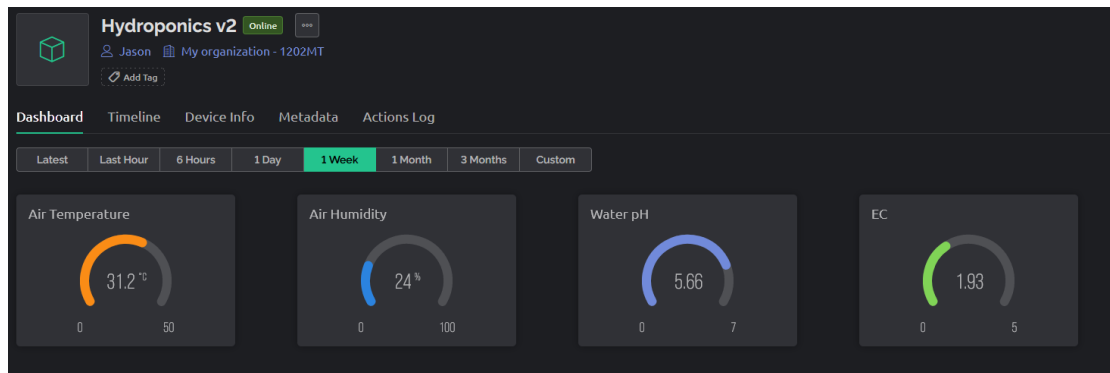 Hydroponics v2 Online
Jason My organization - 1202MT
Add Tag
Dashboard Timeline Device Info Metadata Actions Log
Latest Last Hour 6 Hours 1 Day 1 Week 1 Month 3 Months Custom
Air Temperature Air Humidity Water pH EC
31.2 °C 24 % 5.66 1.93
0 50 0 100 0 7 0 5